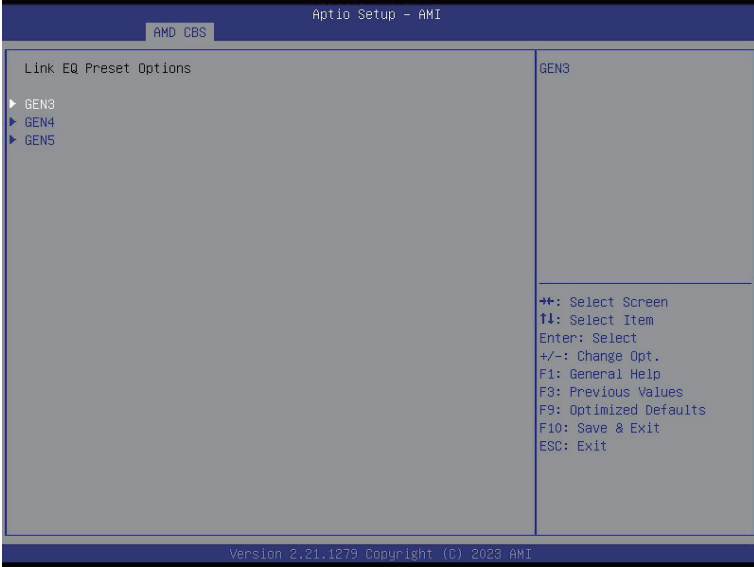 Aptio Setup – AMI
AMD CBS
Link EQ Preset Options
GEN3
GEN4
GEN5
GEN3
→←: Select Screen
↑↓: Select Item
Enter: Select
+/-: Change Opt.
F1: General Help
F3: Previous Values
F9: Optimized Defaults
F10: Save & Exit
ESC: Exit
Version 2.21.1279 Copyright (C) 2023 AMI